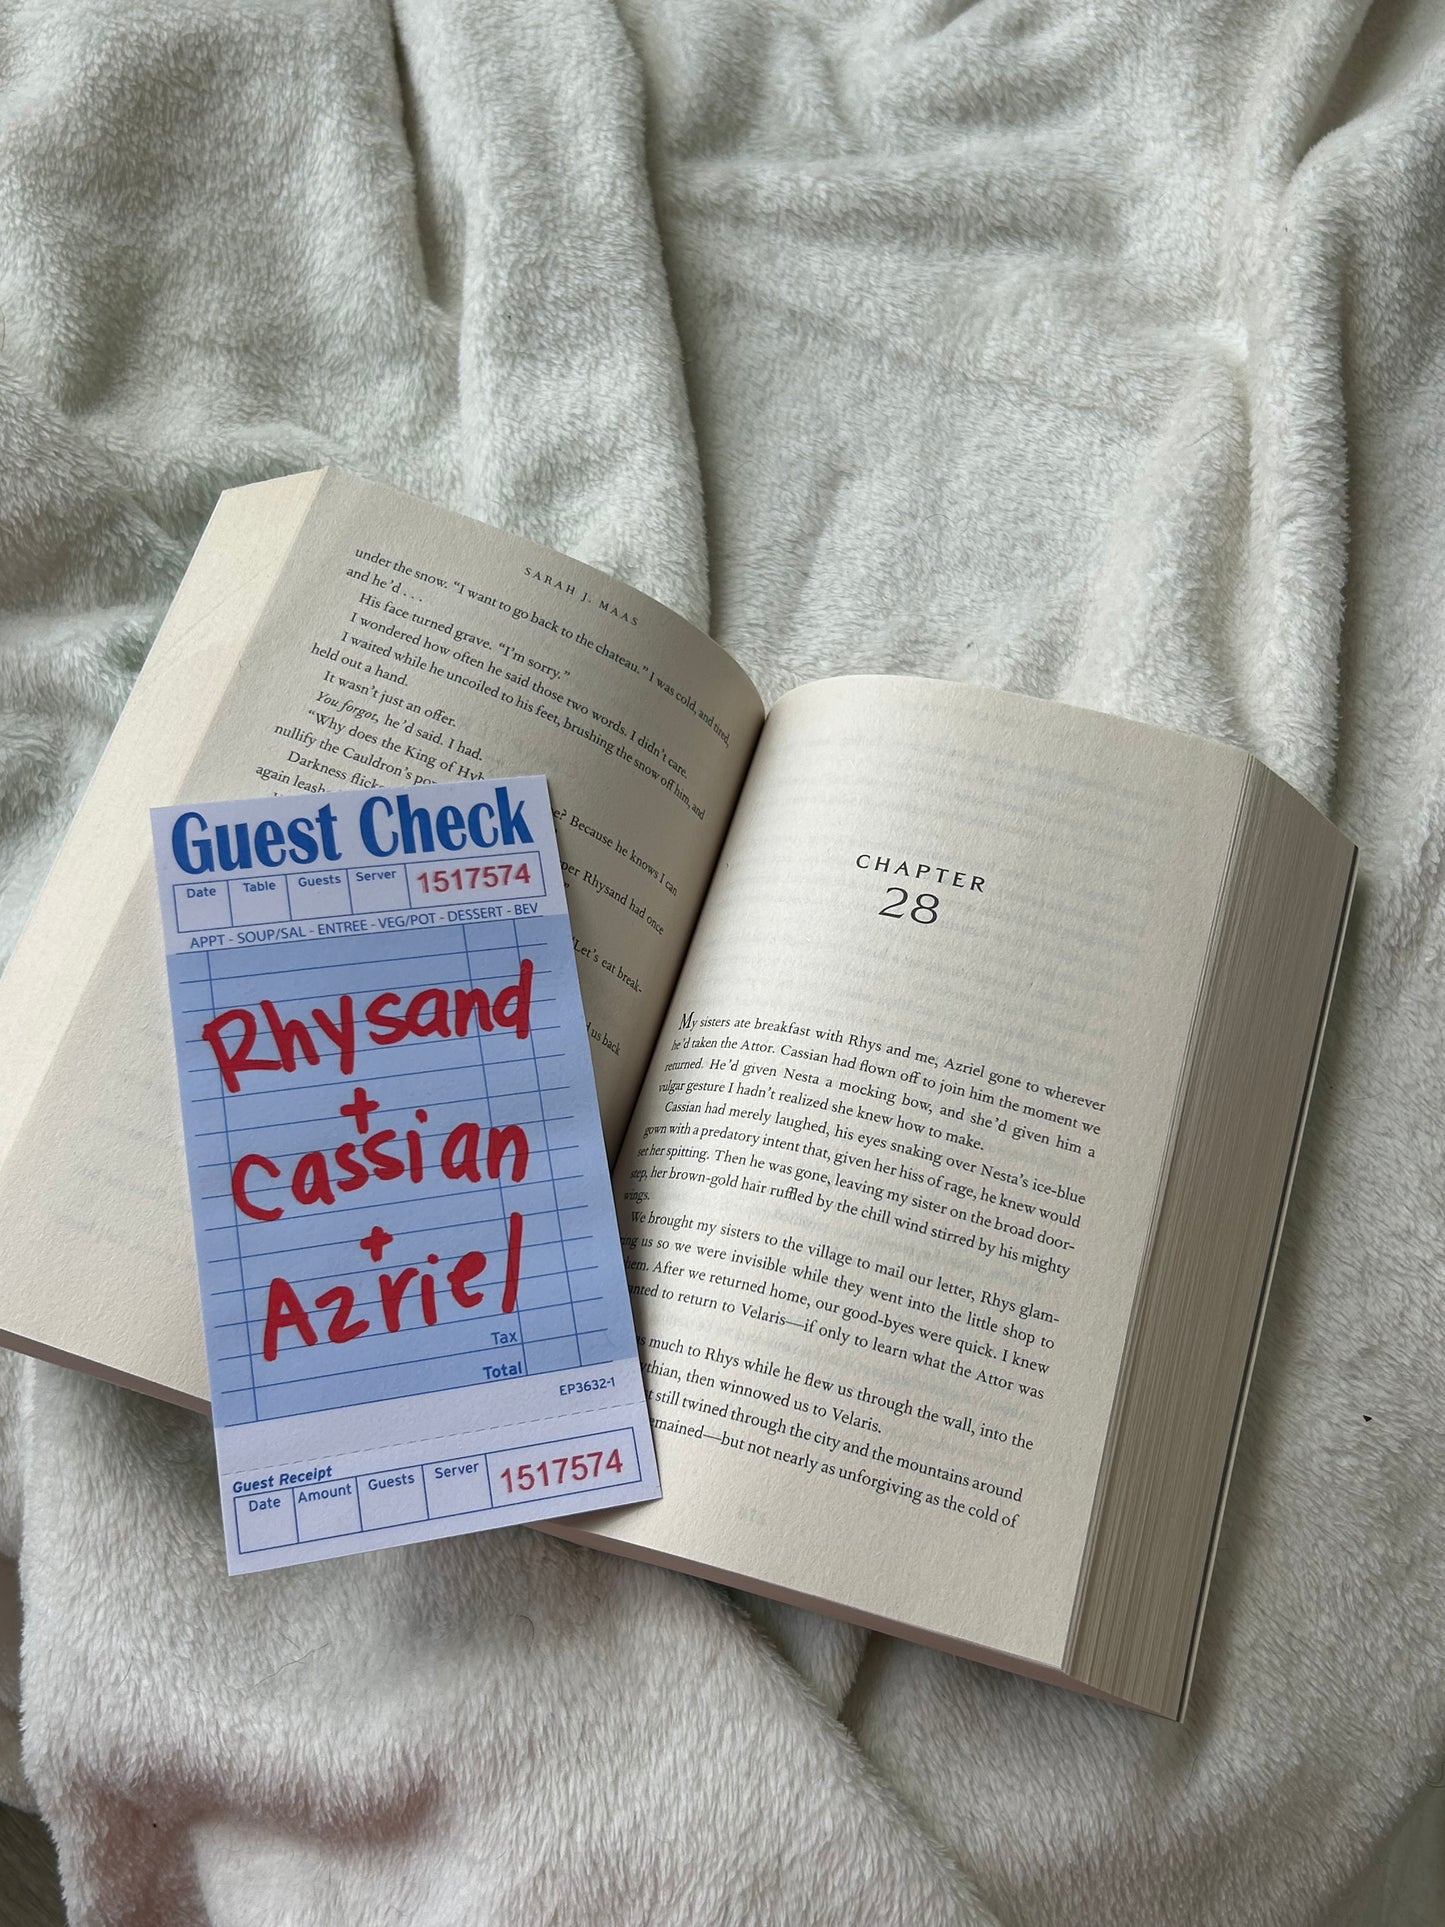 SARAH J. MAAS
under the snow. “I want to go back to the chateau.” I was cold, and tired,
and he’d . . .
His face turned grave. “I’m sorry.”
I wondered how often he said those two words. I didn’t care.
I waited while he uncoiled to his feet, brushing the snow off him, and
held out a hand.
It wasn’t just an offer.
You forgot, he’d said. I had.
“Why does the King of Hyb
nullify the Cauldron’s po e? Because he knows I can
Darkness flick
again leash per Rhysand had once
“Let’s eat break-
us back
Guest Check
Date Table Guests Server 1517574
APPT - SOUP/SAL - ENTREE - VEG/POT - DESSERT - BEV
Rhysand
+
Cassian
+
Azriel
Tax
Total
EP3632-1
Guest Receipt
Date Amount Guests Server 1517574
CHAPTER
28
My sisters ate breakfast with Rhys and me, Azriel gone to wherever
he’d taken the Attor. Cassian had flown off to join him the moment we
returned. He’d given Nesta a mocking bow, and she’d given him a
vulgar gesture I hadn’t realized she knew how to make.
Cassian had merely laughed, his eyes snaking over Nesta’s ice-blue
gown with a predatory intent that, given her hiss of rage, he knew would
set her spitting. Then he was gone, leaving my sister on the broad door-
step, her brown-gold hair ruffled by the chill wind stirred by his mighty
wings.
We brought my sisters to the village to mail our letter, Rhys glam-
ing us so we were invisible while they went into the little shop to
hem. After we returned home, our good-byes were quick. I knew
nted to return to Velaris—if only to learn what the Attor was
as much to Rhys while he flew us through the wall, into the
ythian, then winnowed us to Velaris.
t still twined through the city and the mountains around
emained—but not nearly as unforgiving as the cold of